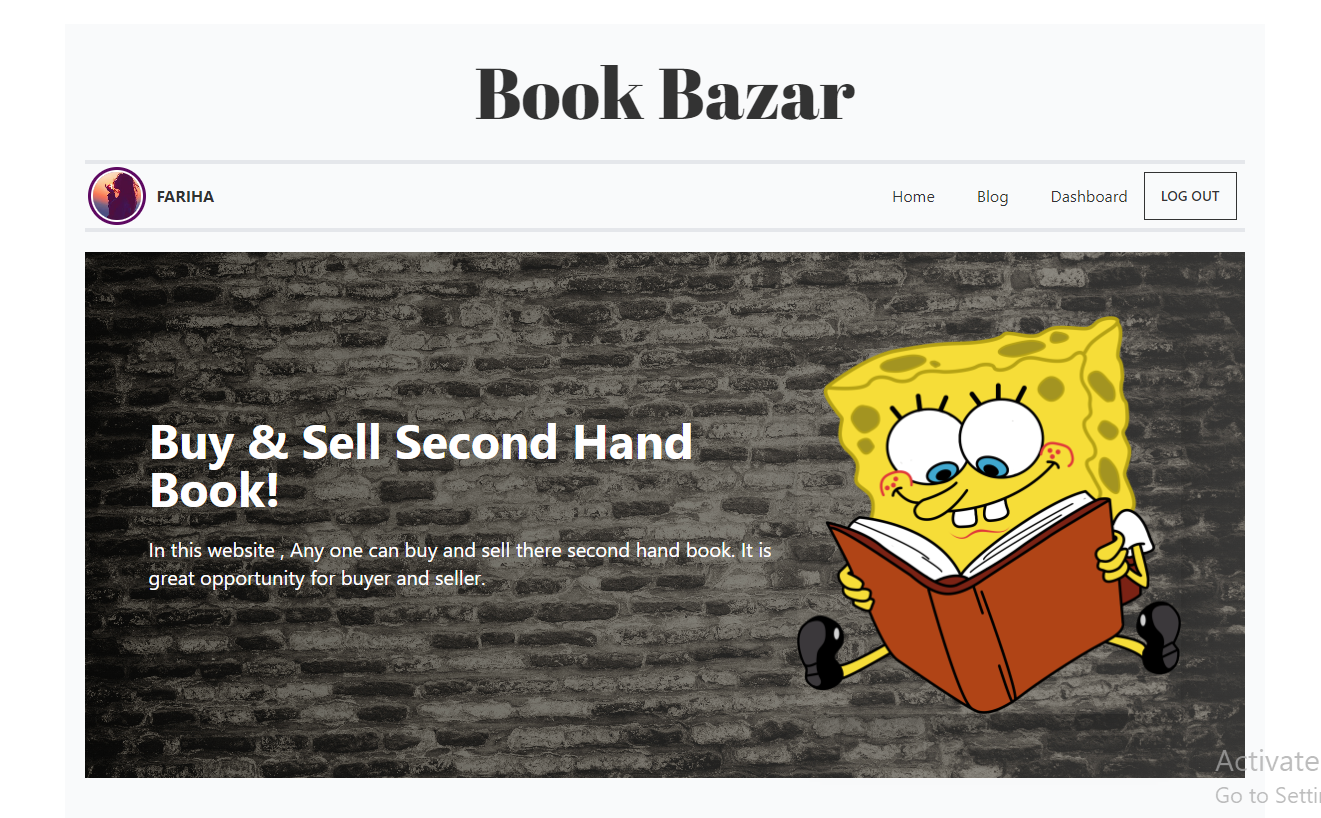 Book Bazar
FARIHA
Home
Blog
Dashboard
LOG OUT
Buy & Sell Second Hand
Book!
In this website , Any one can buy and sell there second hand book. It is
great opportunity for buyer and seller.
Activate
Go to